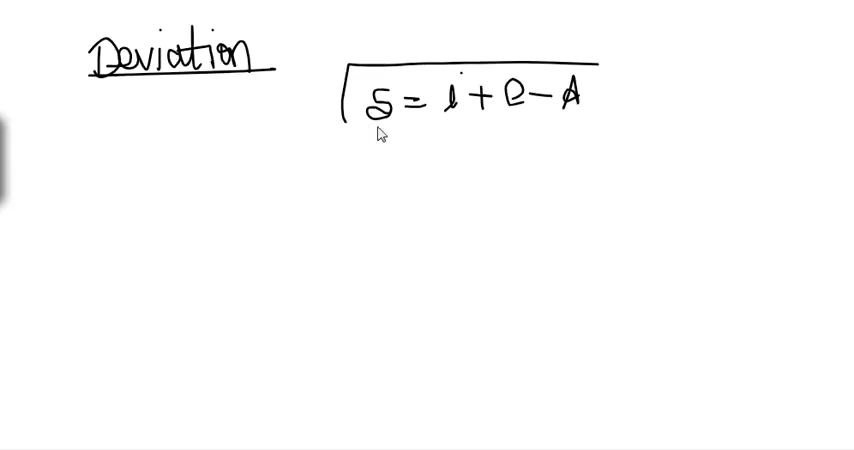 Deviation
δ = i + e - A